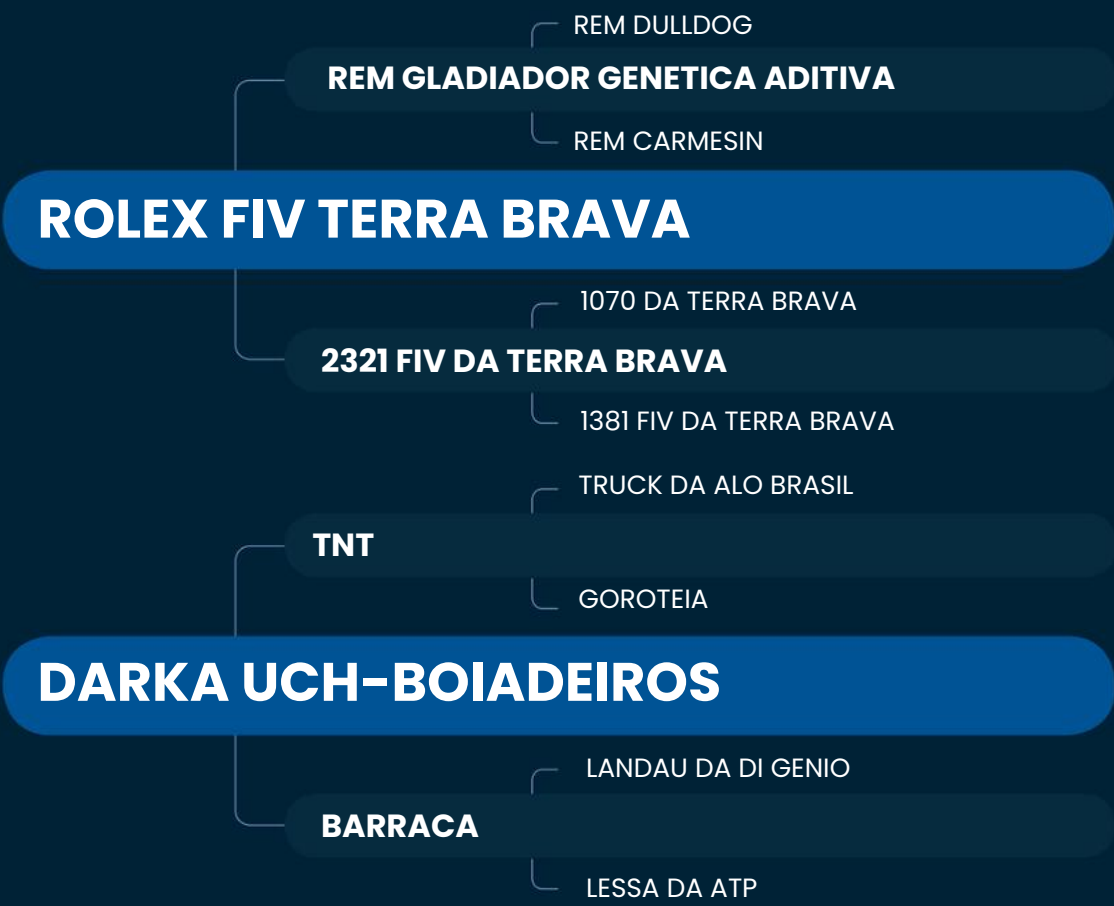 REM DULLDOG
REM GLADIADOR GENETICA ADITIVA
REM CARMESIN
ROLEX FIV TERRA BRAVA
1070 DA TERRA BRAVA
2321 FIV DA TERRA BRAVA
1381 FIV DA TERRA BRAVA
TRUCK DA ALO BRASIL
TNT
GOROTEIA
DARKA UCH-BOIADEIROS
LANDAU DA DI GENIO
BARRACA
LESSA DA ATP